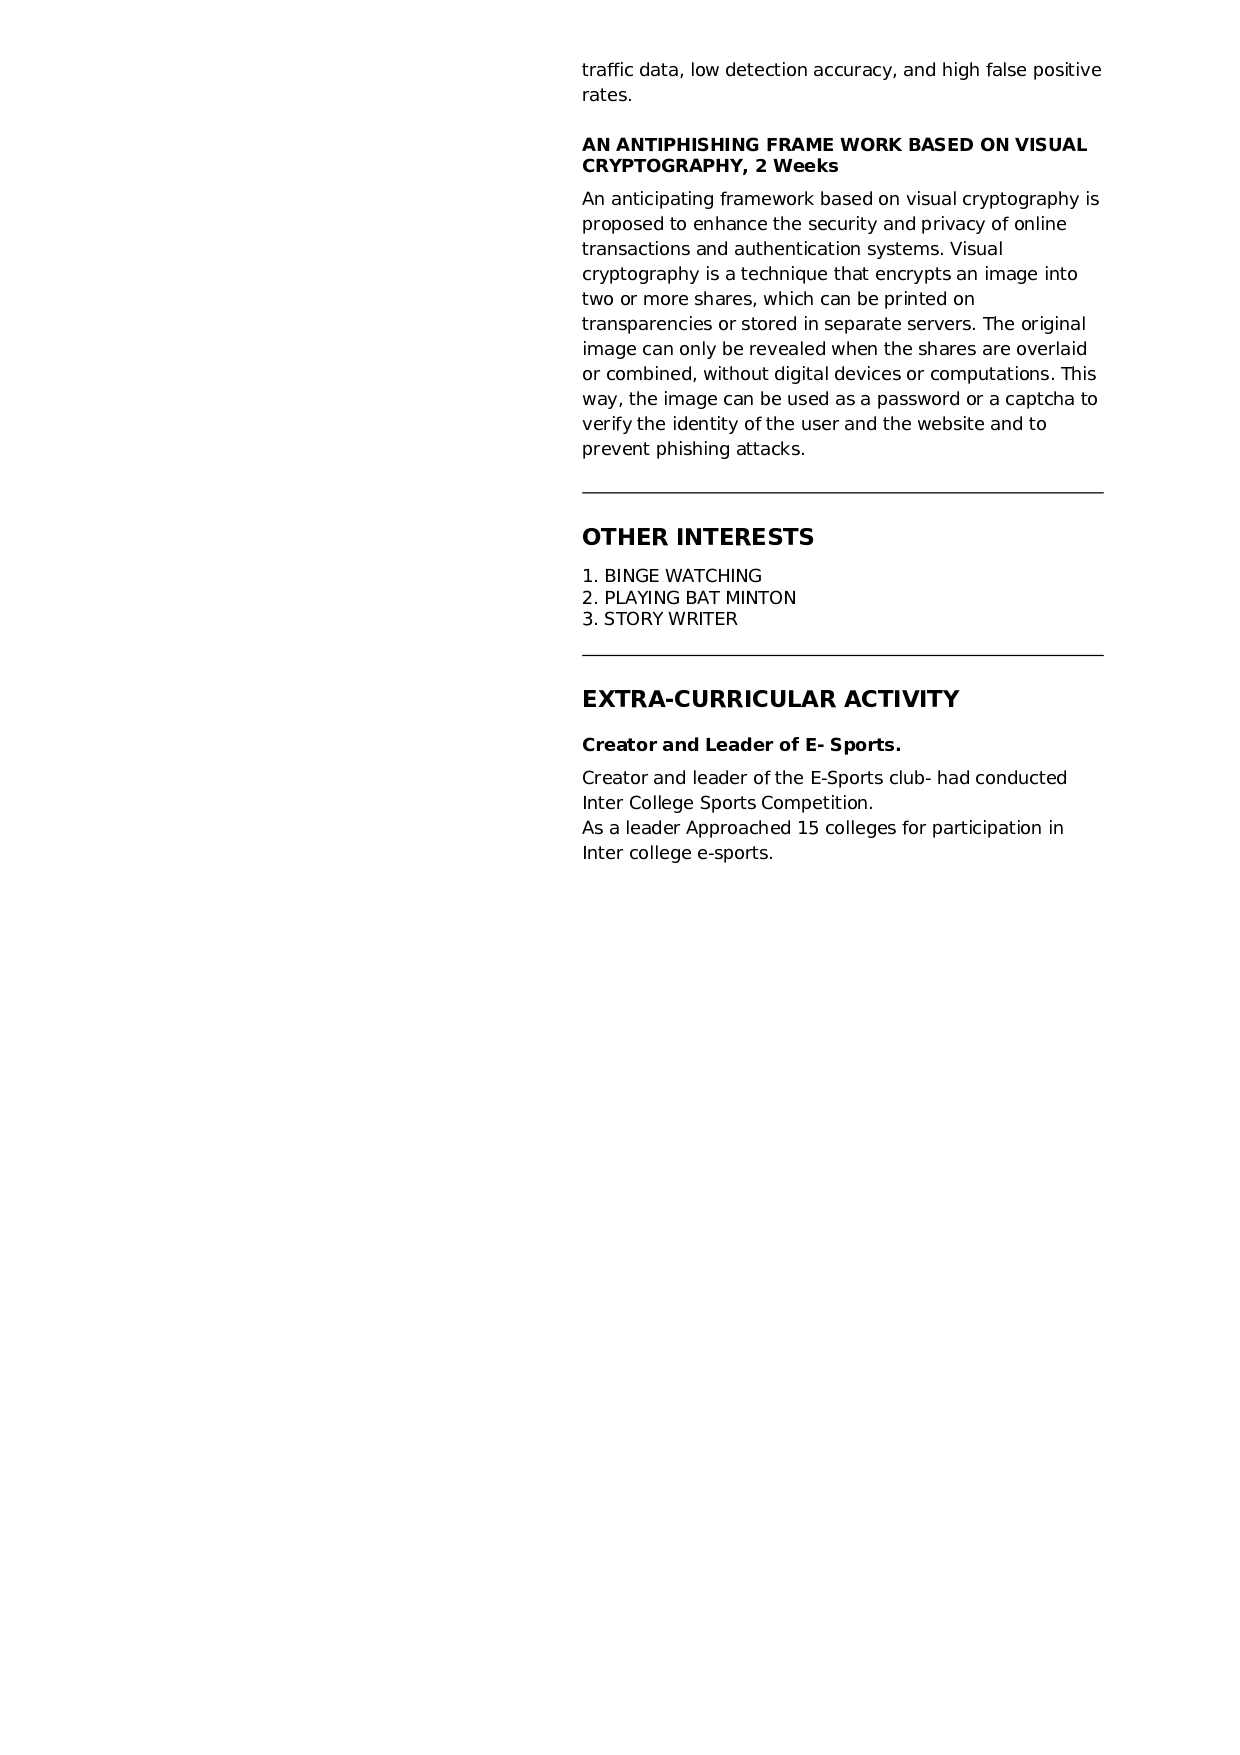 traffic data, low detection accuracy, and high false positive
rates.
AN ANTIPHISHING FRAME WORK BASED ON VISUAL
CRYPTOGRAPHY, 2 Weeks
An anticipating framework based on visual cryptography is
proposed to enhance the security and privacy of online
transactions and authentication systems. Visual
cryptography is a technique that encrypts an image into
two or more shares, which can be printed on
transparencies or stored in separate servers. The original
image can only be revealed when the shares are overlaid
or combined, without digital devices or computations. This
way, the image can be used as a password or a captcha to
verify the identity of the user and the website and to
prevent phishing attacks.
OTHER INTERESTS
1. BINGE WATCHING
2. PLAYING BAT MINTON
3. STORY WRITER
EXTRA-CURRICULAR ACTIVITY
Creator and Leader of E- Sports.
Creator and leader of the E-Sports club- had conducted
Inter College Sports Competition.
As a leader Approached 15 colleges for participation in
Inter college e-sports.